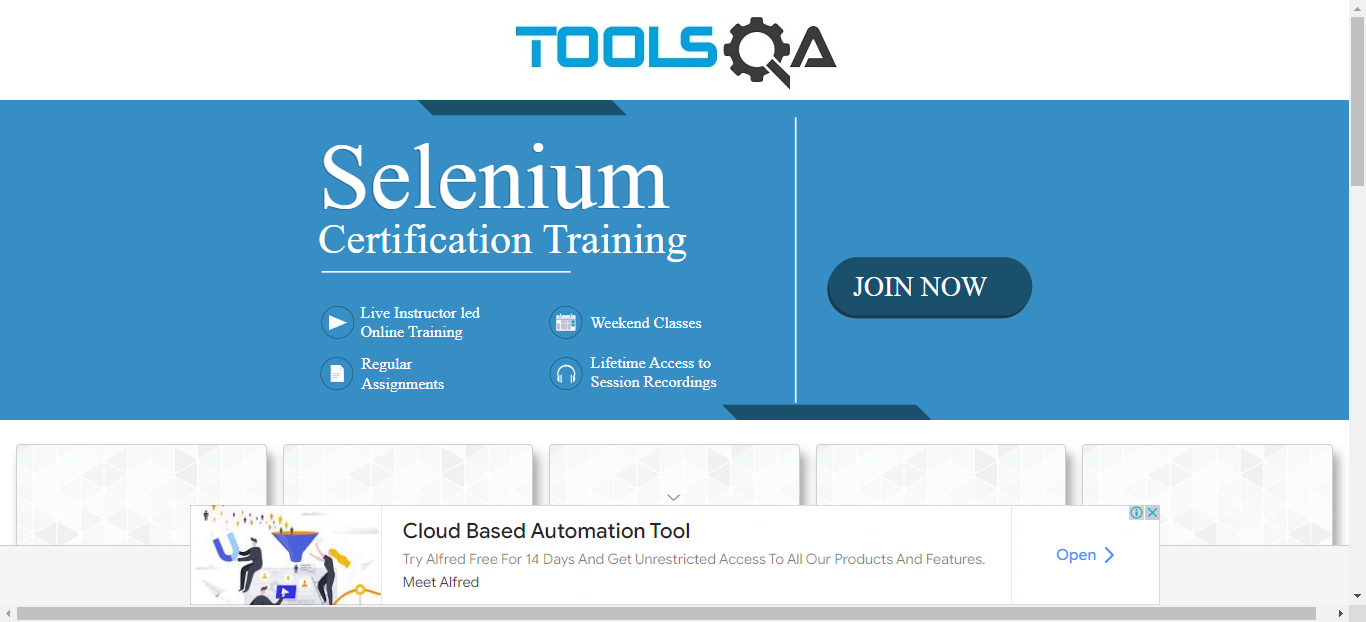 TOOLSQA
Selenium
Certification Training
Live Instructor led
Online Training
Weekend Classes
Regular
Assignments
Lifetime Access to
Session Recordings
JOIN NOW
Cloud Based Automation Tool
Try Alfred Free For 14 Days And Get Unrestricted Access To All Our Products And Features.
Meet Alfred
Open